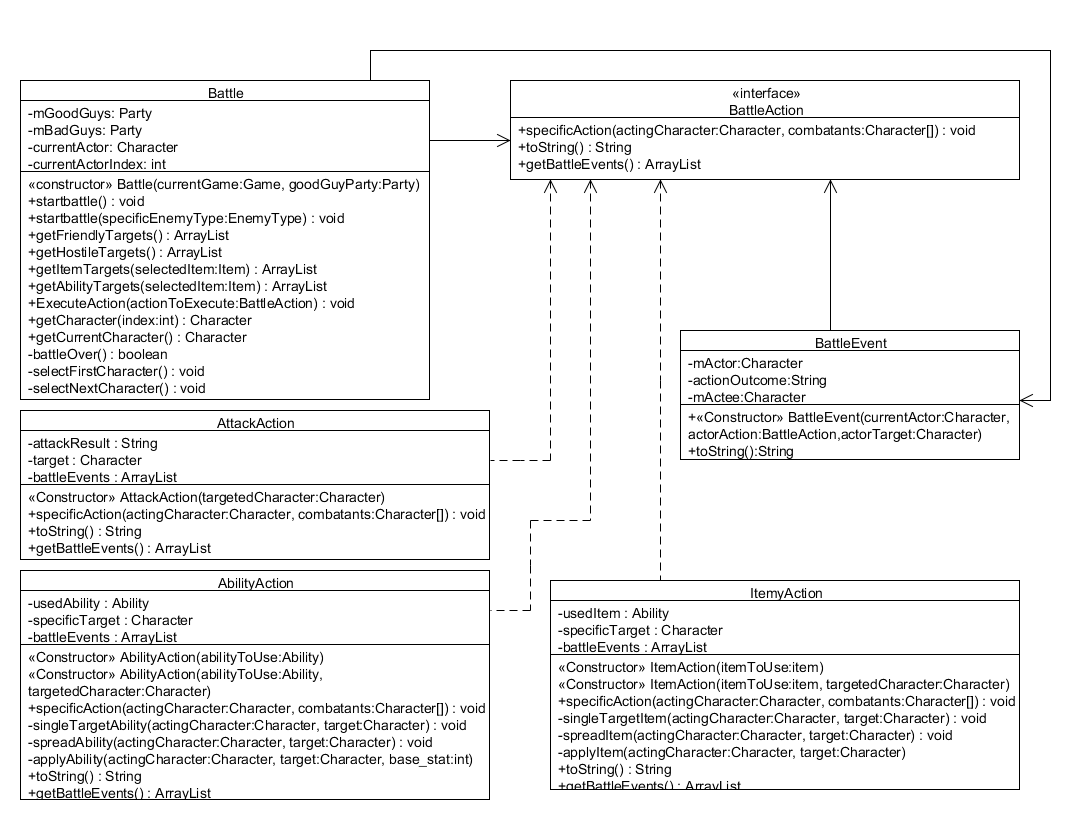 Battle
-mGoodGuys: Party
-mBadGuys: Party
-currentActor: Character
-currentActorIndex: int
«constructor» Battle(currentGame:Game, goodGuyParty:Party)
+startbattle() : void
+startbattle(specificEnemyType:EnemyType) : void
+getFriendlyTargets() : ArrayList
+getHostileTargets() : ArrayList
+getItemTargets(selectedItem:Item) : ArrayList
+getAbilityTargets(selectedItem:Item) : ArrayList
+ExecuteAction(actionToExecute:BattleAction) : void
+getCharacter(index:int) : Character
+getCurrentCharacter() : Character
-battleOver() : boolean
-selectFirstCharacter() : void
-selectNextCharacter() : void
«interface»
BattleAction
+specificAction(actingCharacter:Character, combatants:Character[]) : void
+toString() : String
+getBattleEvents() : ArrayList
BattleEvent
-mActor:Character
-actionOutcome:String
-mActee:Character
+«Constructor» BattleEvent(currentActor:Character,
actorAction:BattleAction,actorTarget:Character)
+toString():String
AttackAction
-attackResult : String
-target : Character
-battleEvents : ArrayList
«Constructor» AttackAction(targetedCharacter:Character)
+specificAction(actingCharacter:Character, combatants:Character[]) : void
+toString() : String
+getBattleEvents() : ArrayList
AbilityAction
-usedAbility : Ability
-specificTarget : Character
-battleEvents : ArrayList
«Constructor» AbilityAction(abilityToUse:Ability)
«Constructor» AbilityAction(abilityToUse:Ability,
targetedCharacter:Character)
+specificAction(actingCharacter:Character, combatants:Character[]) : void
-singleTargetAbility(actingCharacter:Character, target:Character) : void
-spreadAbility(actingCharacter:Character, target:Character) : void
-applyAbility(actingCharacter:Character, target:Character, base_stat:int)
+toString() : String
+getBattleEvents() : ArrayList
ItemyAction
-usedItem : Ability
-specificTarget : Character
-battleEvents : ArrayList
«Constructor» ItemAction(itemToUse:item)
«Constructor» ItemAction(itemToUse:item, targetedCharacter:Character)
+specificAction(actingCharacter:Character, combatants:Character[]) : void
-singleTargetItem(actingCharacter:Character, target:Character) : void
-spreadItem(actingCharacter:Character, target:Character) : void
-applyItem(actingCharacter:Character, target:Character)
+toString() : String
+getBattleEvents() : ArrayList